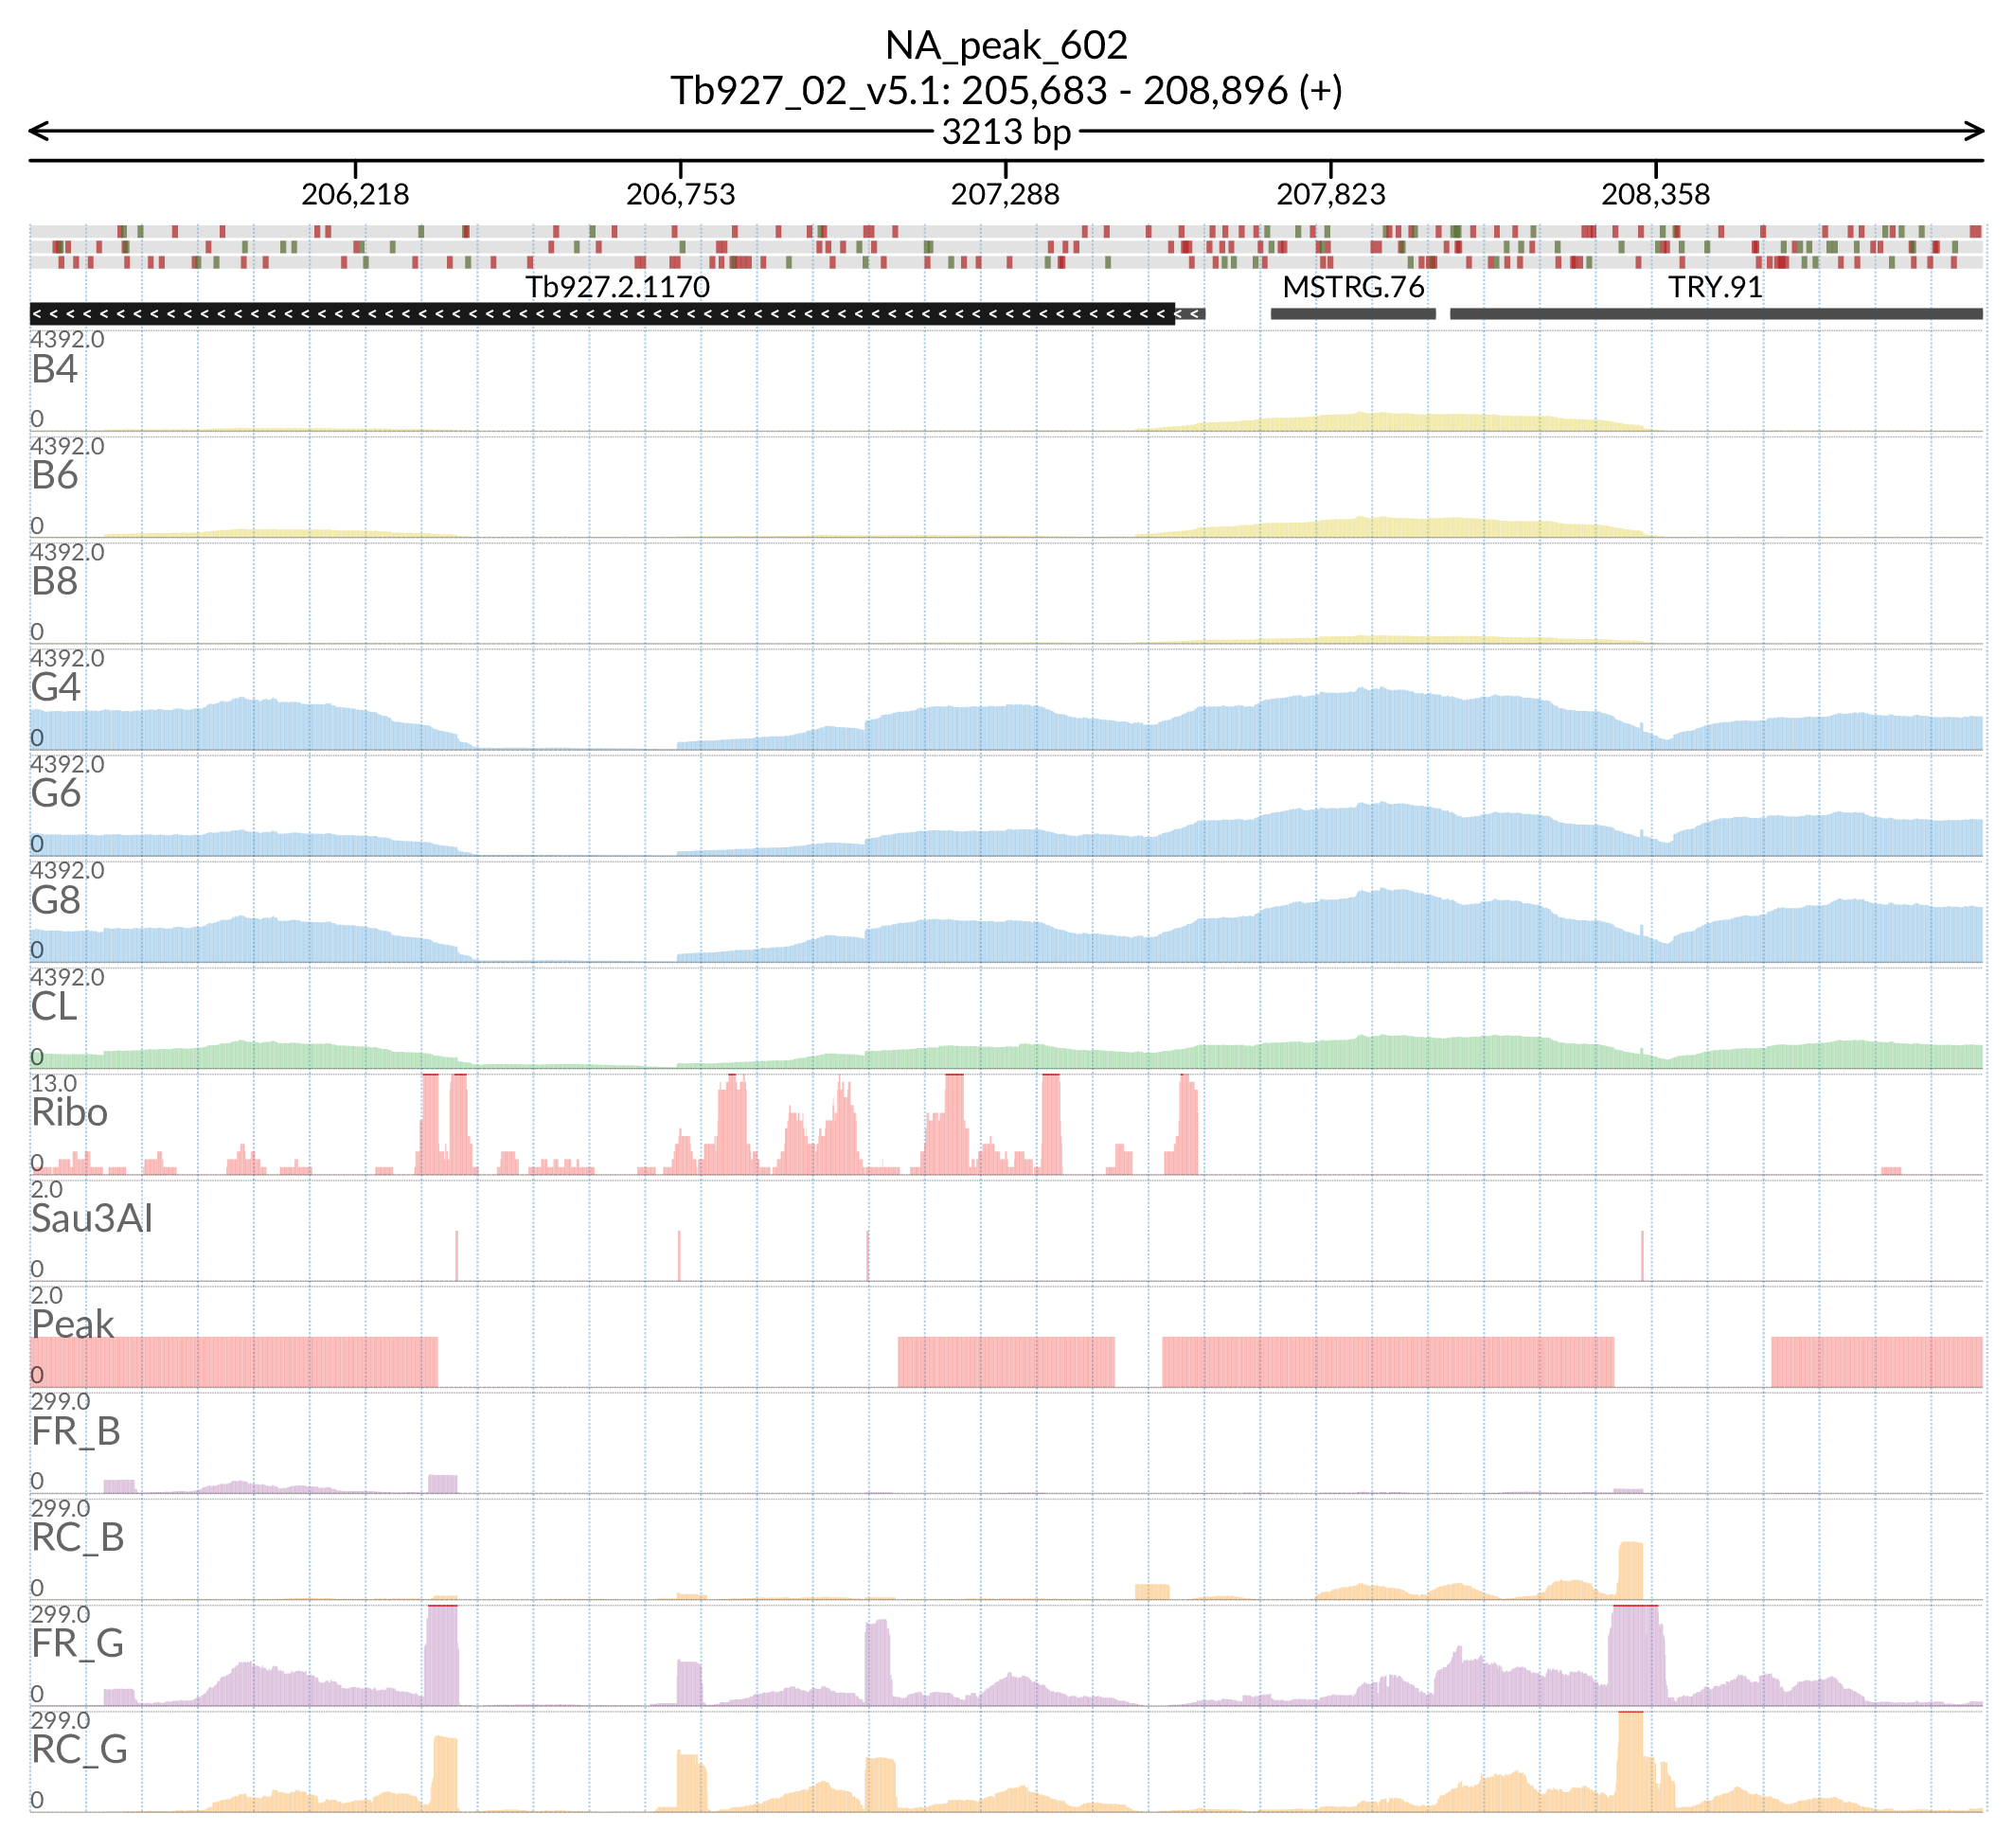 NA_peak_602
Tb927_02_v5.1: 205,683 - 208,896 (+)
3213 bp
206,218 206,753 207,288 207,823 208,358
Tb927.2.1170 MSTRG.76 TRY.91
4392.0
B4
0
4392.0
B6
0
4392.0
B8
0
4392.0
G4
0
4392.0
G6
0
4392.0
G8
0
4392.0
CL
0
13.0
Ribo
0
2.0
Sau3AI
0
2.0
Peak
0
299.0
FR_B
0
299.0
RC_B
0
299.0
FR_G
0
299.0
RC_G
0